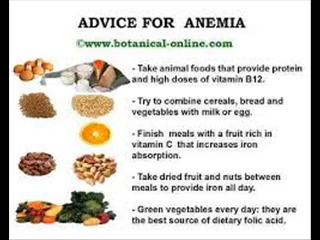 ADVICE FOR ANEMIA
©www.botanical-online.com
- Take animal foods that provide protein
and high doses of vitamin B12.
- Try to combine cereals, bread and
vegetables with milk or egg.
- Finish meals with a fruit rich in
vitamin C that increases iron
absorption.
- Take dried fruit and nuts between
meals to provide iron all day.
- Green vegetables every day: they are
the best source of dietary folic acid.